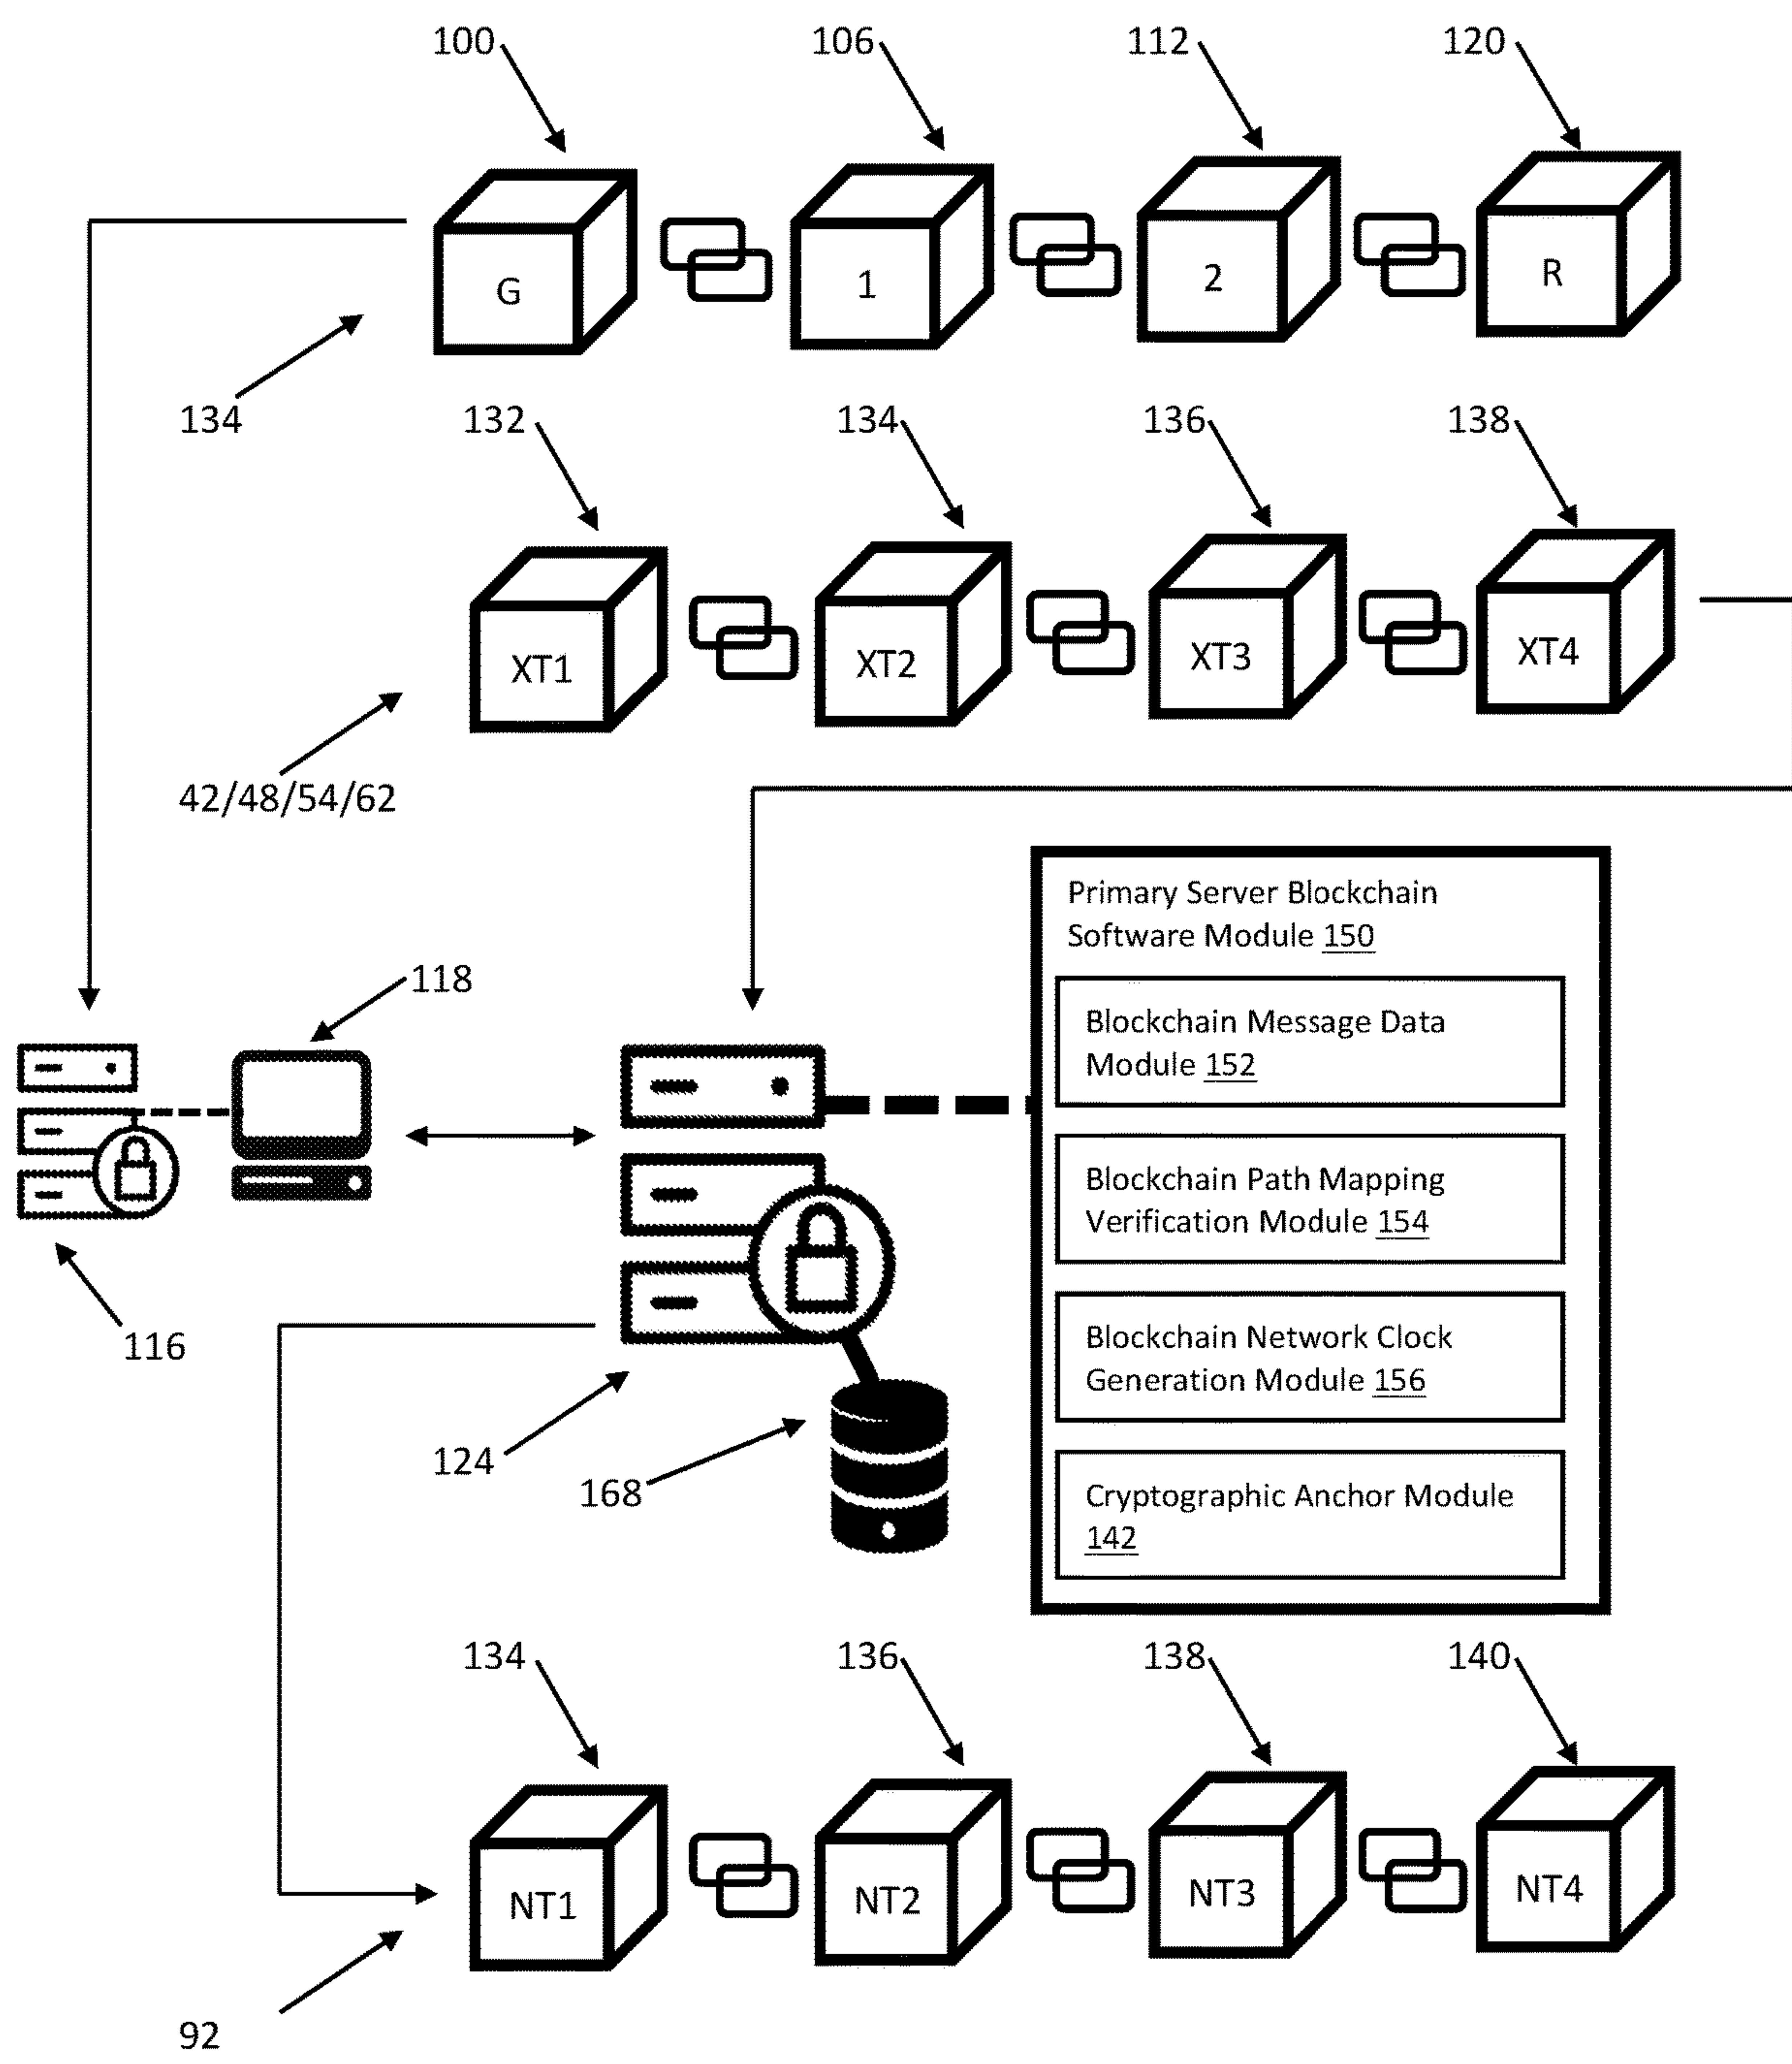 100
106
112
120
G
1
2
R
134
132
134
136
138
XT1
XT2
XT3
XT4
42/48/54/62
Primary Server Blockchain
Software Module 150
118
Blockchain Message Data
Module 152
Blockchain Path Mapping
Verification Module 154
116
Blockchain Network Clock
Generation Module 156
124
168
Cryptographic Anchor Module
142
134
136
138
140
NT1
NT2
NT3
NT4
92